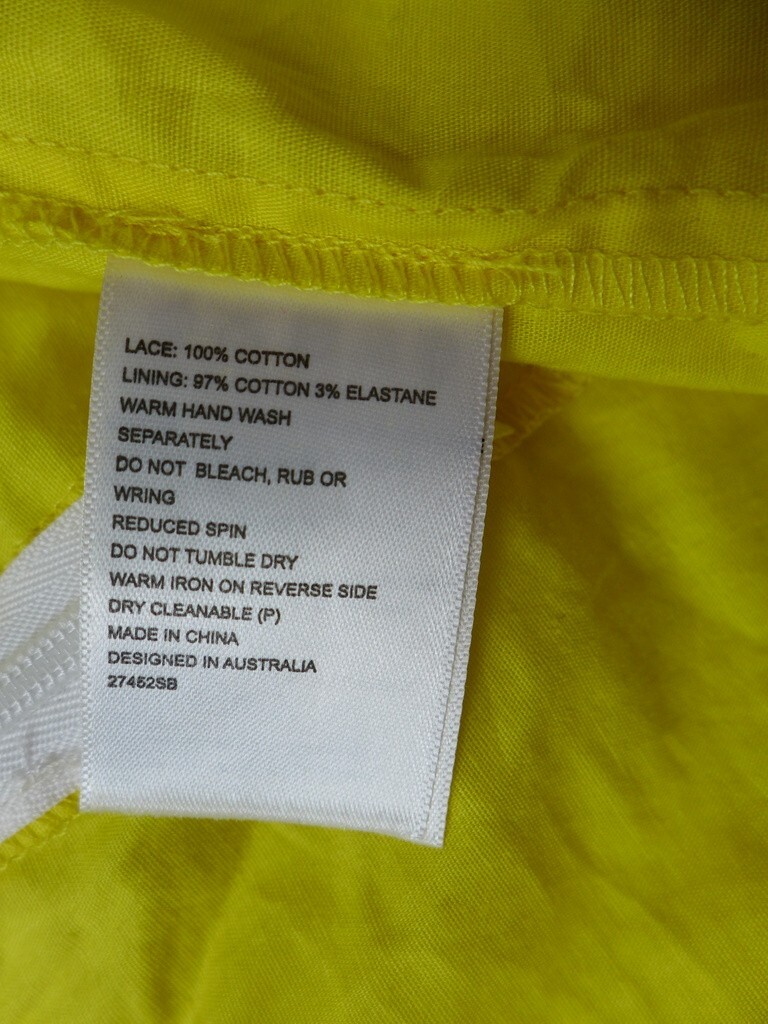 LACE: 100% COTTON
LINING: 97% COTTON 3% ELASTANE
WARM HAND WASH
SEPARATELY
DO NOT BLEACH, RUB OR
WRING
REDUCED SPIN
DO NOT TUMBLE DRY
WARM IRON ON REVERSE SIDE
DRY CLEANABLE (P)
MADE IN CHINA
DESIGNED IN AUSTRALIA
27452SB